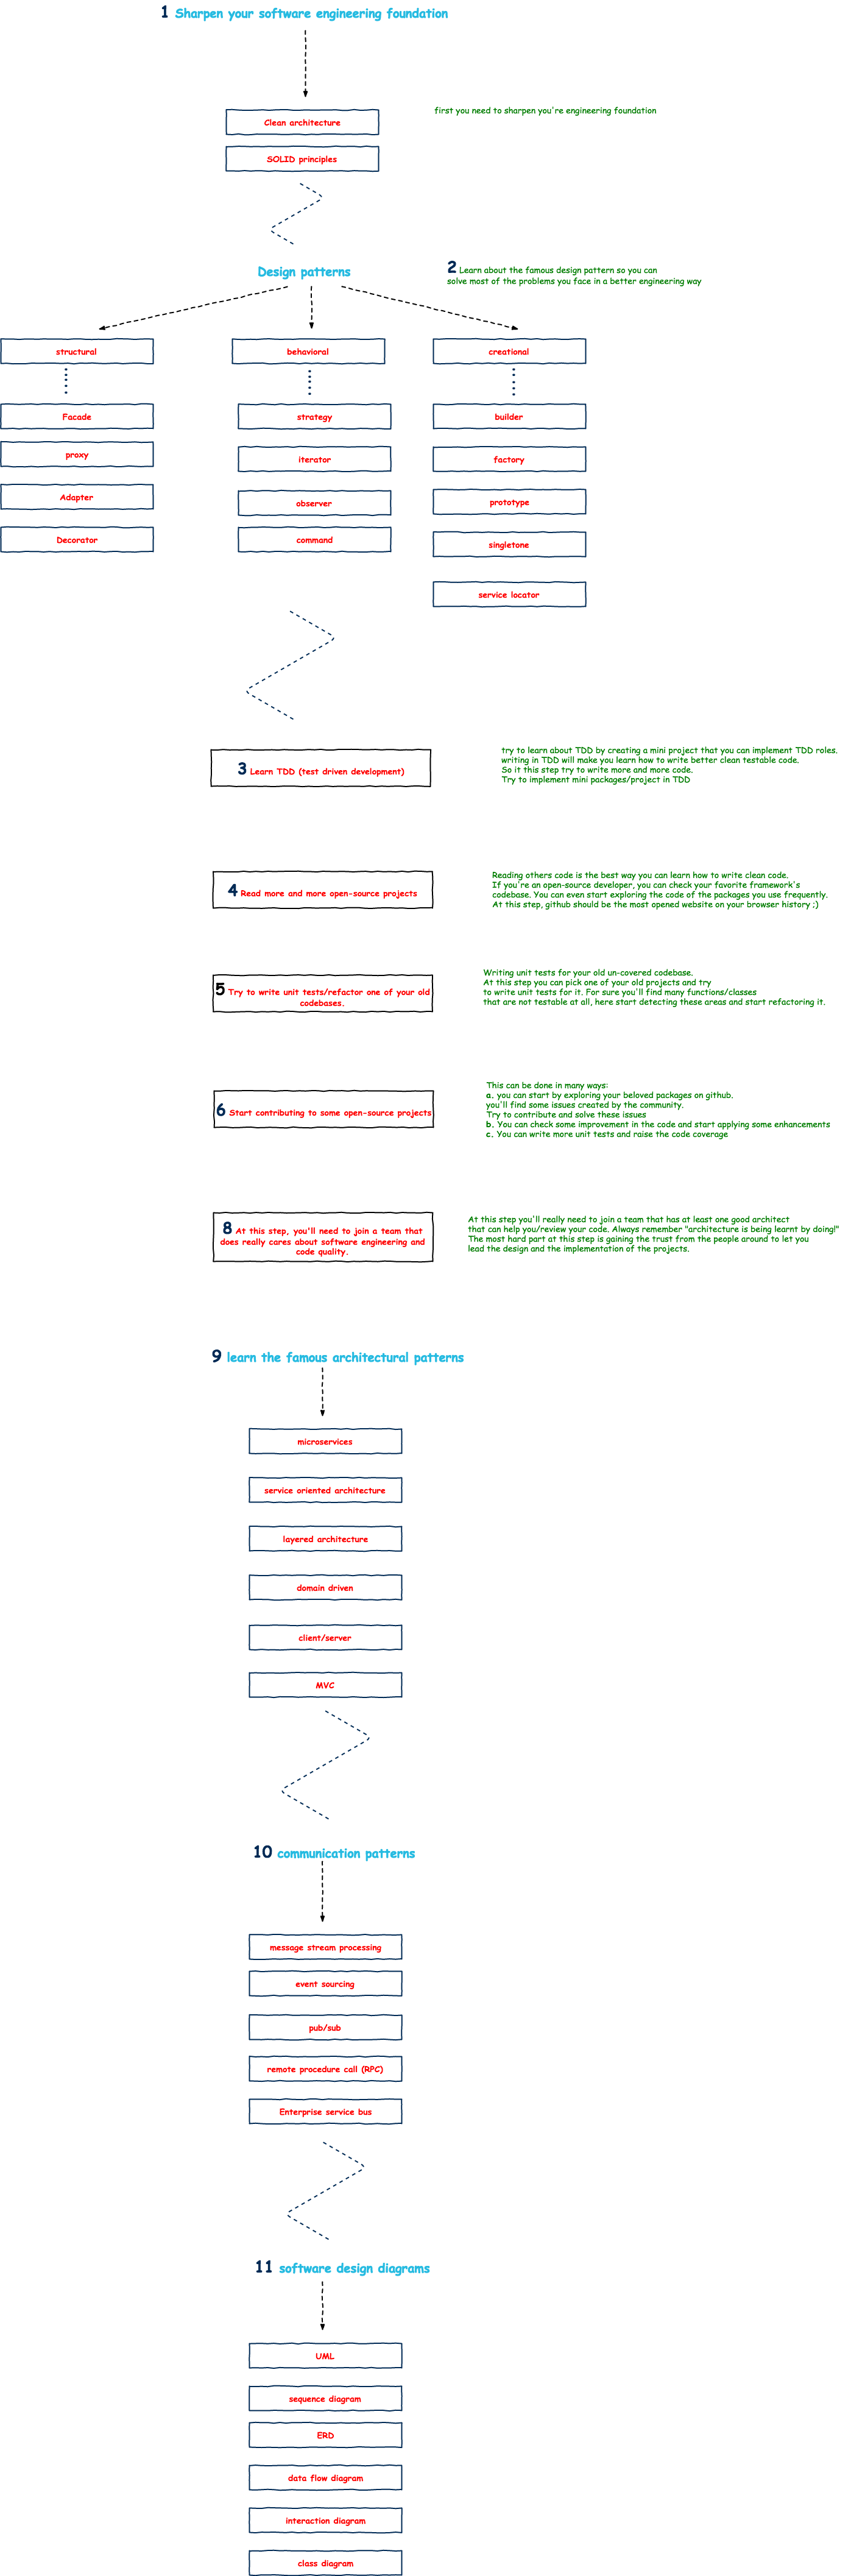 1 Sharpen your software engineering foundation
first you need to sharpen you're engineering foundation
Clean architecture
SOLID principles
Design patterns
2 Learn about the famous design pattern so you can
solve most of the problems you face in a better engineering way
structural
behavioral
creational
Facade
strategy
builder
proxy
iterator
factory
Adapter
observer
prototype
Decorator
command
singletone
service locator
3 Learn TDD (test driven development)
try to learn about TDD by creating a mini project that you can implement TDD roles.
writing in TDD will make you learn how to write better clean testable code.
So it this step try to write more and more code.
Try to implement mini packages/project in TDD
4 Read more and more open-source projects
Reading others code is the best way you can learn how to write clean code.
If you're an open-source developer, you can check your favorite framework's
codebase. You can even start exploring the code of the packages you use frequently.
At this step, github should be the most opened website on your browser history ;)
5 Try to write unit tests/refactor one of your old
codebases.
Writing unit tests for your old un-covered codebase.
At this step you can pick one of your old projects and try
to write unit tests for it. For sure you'll find many functions/classes
that are not testable at all, here start detecting these areas and start refactoring it.
6 Start contributing to some open-source projects
This can be done in many ways:
a. you can start by exploring your beloved packages on github.
you'll find some issues created by the community.
Try to contribute and solve these issues
b. You can check some improvement in the code and start applying some enhancements
c. You can write more unit tests and raise the code coverage
8 At this step, you'll need to join a team that
does really cares about software engineering and
code quality.
At this step you'll really need to join a team that has at least one good architect
that can help you/review your code. Always remember "architecture is being learnt by doing!"
The most hard part at this step is gaining the trust from the people around to let you
lead the design and the implementation of the projects.
9 learn the famous architectural patterns
microservices
service oriented architecture
layered architecture
domain driven
client/server
MVC
10 communication patterns
message stream processing
event sourcing
pub/sub
remote procedure call (RPC)
Enterprise service bus
11 software design diagrams
UML
sequence diagram
ERD
data flow diagram
interaction diagram
class diagram